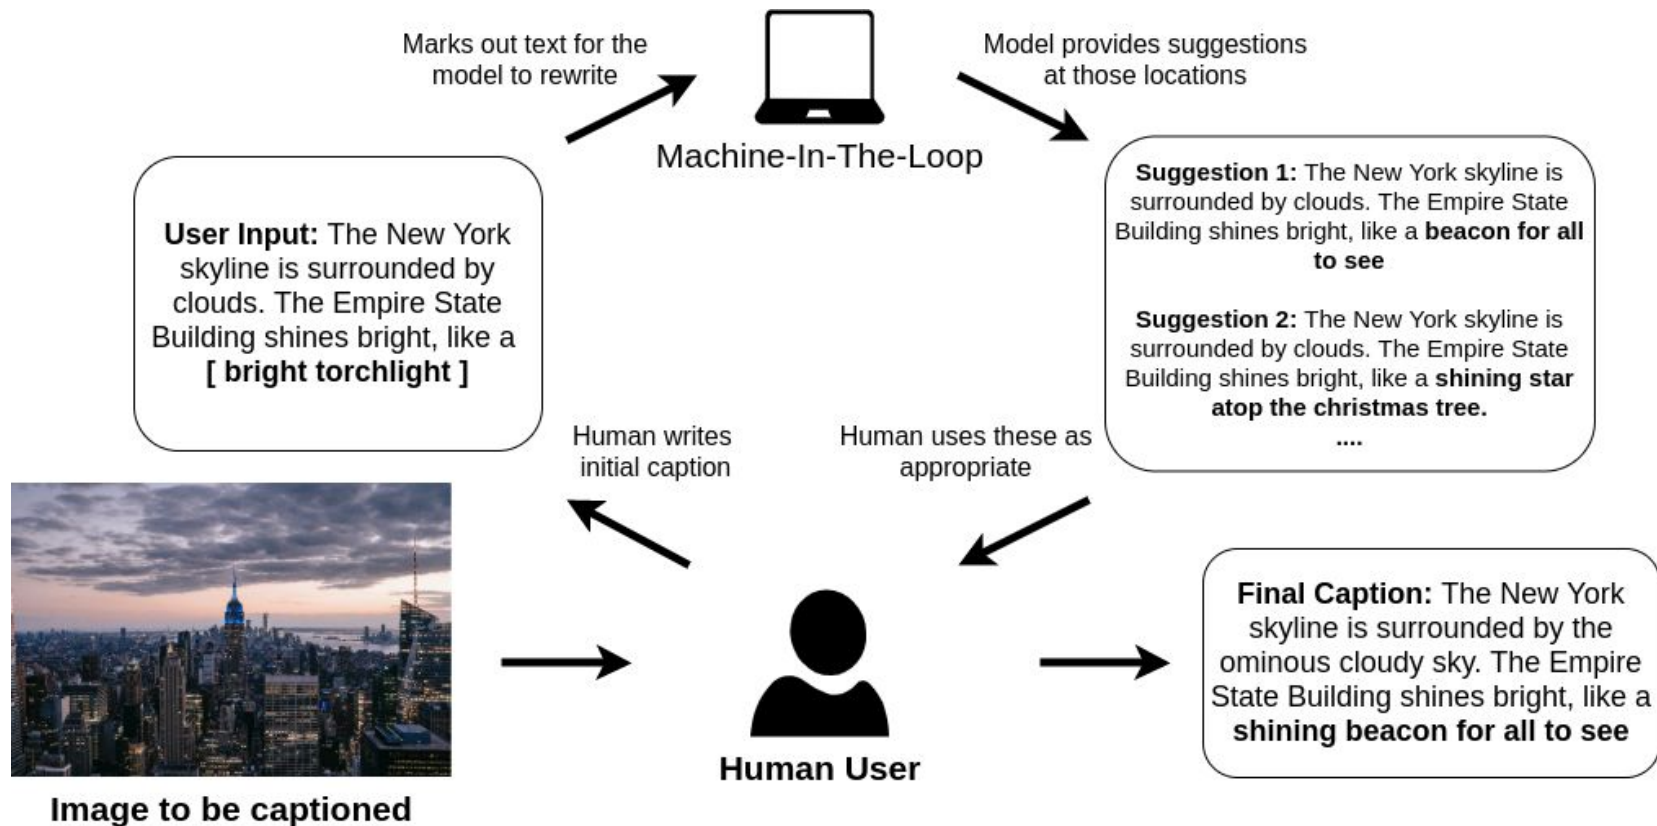 Marks out text for the
model to rewrite
Model provides suggestions
at those locations
Machine-In-The-Loop
User Input: The New York
skyline is surrounded by
clouds. The Empire State
Building shines bright, like a
[ bright torchlight ]
Suggestion 1: The New York skyline is
surrounded by clouds. The Empire State
Building shines bright, like a beacon for all
to see
Suggestion 2: The New York skyline is
surrounded by clouds. The Empire State
Building shines bright, like a shining star
atop the christmas tree.
....
Human writes
initial caption
Human uses these as
appropriate
Final Caption: The New York
skyline is surrounded by the
ominous cloudy sky. The Empire
State Building shines bright, like a
shining beacon for all to see
Human User
Image to be captioned